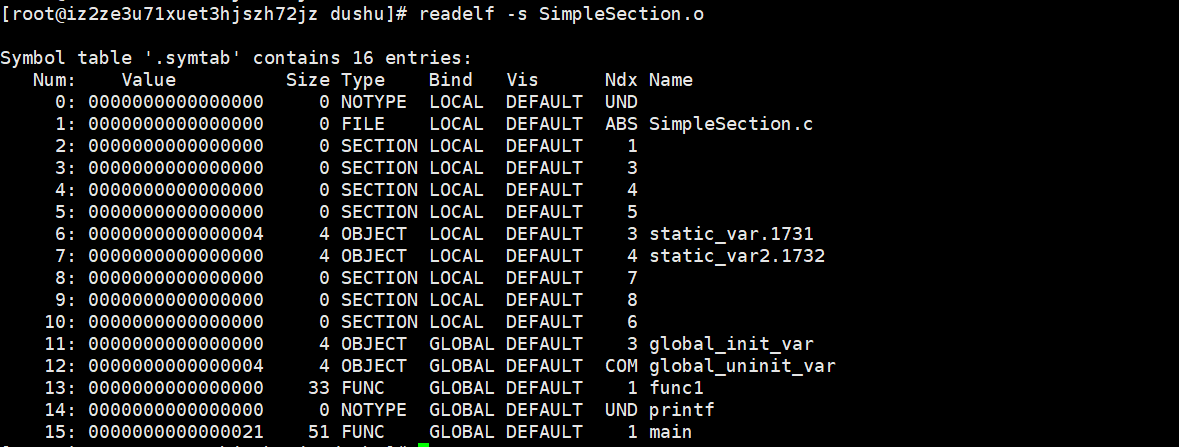 [root@iz2ze3u71xuet3hjszh72jz dushu]# readelf -s SimpleSection.o
Symbol table '.symtab' contains 16 entries:
Num: Value Size Type Bind Vis Ndx Name
0: 0000000000000000 0 NOTYPE LOCAL DEFAULT UND
1: 0000000000000000 0 FILE LOCAL DEFAULT ABS SimpleSection.c
2: 0000000000000000 0 SECTION LOCAL DEFAULT 1
3: 0000000000000000 0 SECTION LOCAL DEFAULT 3
4: 0000000000000000 0 SECTION LOCAL DEFAULT 4
5: 0000000000000000 0 SECTION LOCAL DEFAULT 5
6: 0000000000000004 4 OBJECT LOCAL DEFAULT 3 static_var.1731
7: 0000000000000000 4 OBJECT LOCAL DEFAULT 4 static_var2.1732
8: 0000000000000000 0 SECTION LOCAL DEFAULT 7
9: 0000000000000000 0 SECTION LOCAL DEFAULT 8
10: 0000000000000000 0 SECTION LOCAL DEFAULT 6
11: 0000000000000000 4 OBJECT GLOBAL DEFAULT 3 global_init_var
12: 0000000000000004 4 OBJECT GLOBAL DEFAULT COM global_uninit_var
13: 0000000000000000 33 FUNC GLOBAL DEFAULT 1 func1
14: 0000000000000000 0 NOTYPE GLOBAL DEFAULT UND printf
15: 0000000000000021 51 FUNC GLOBAL DEFAULT 1 main